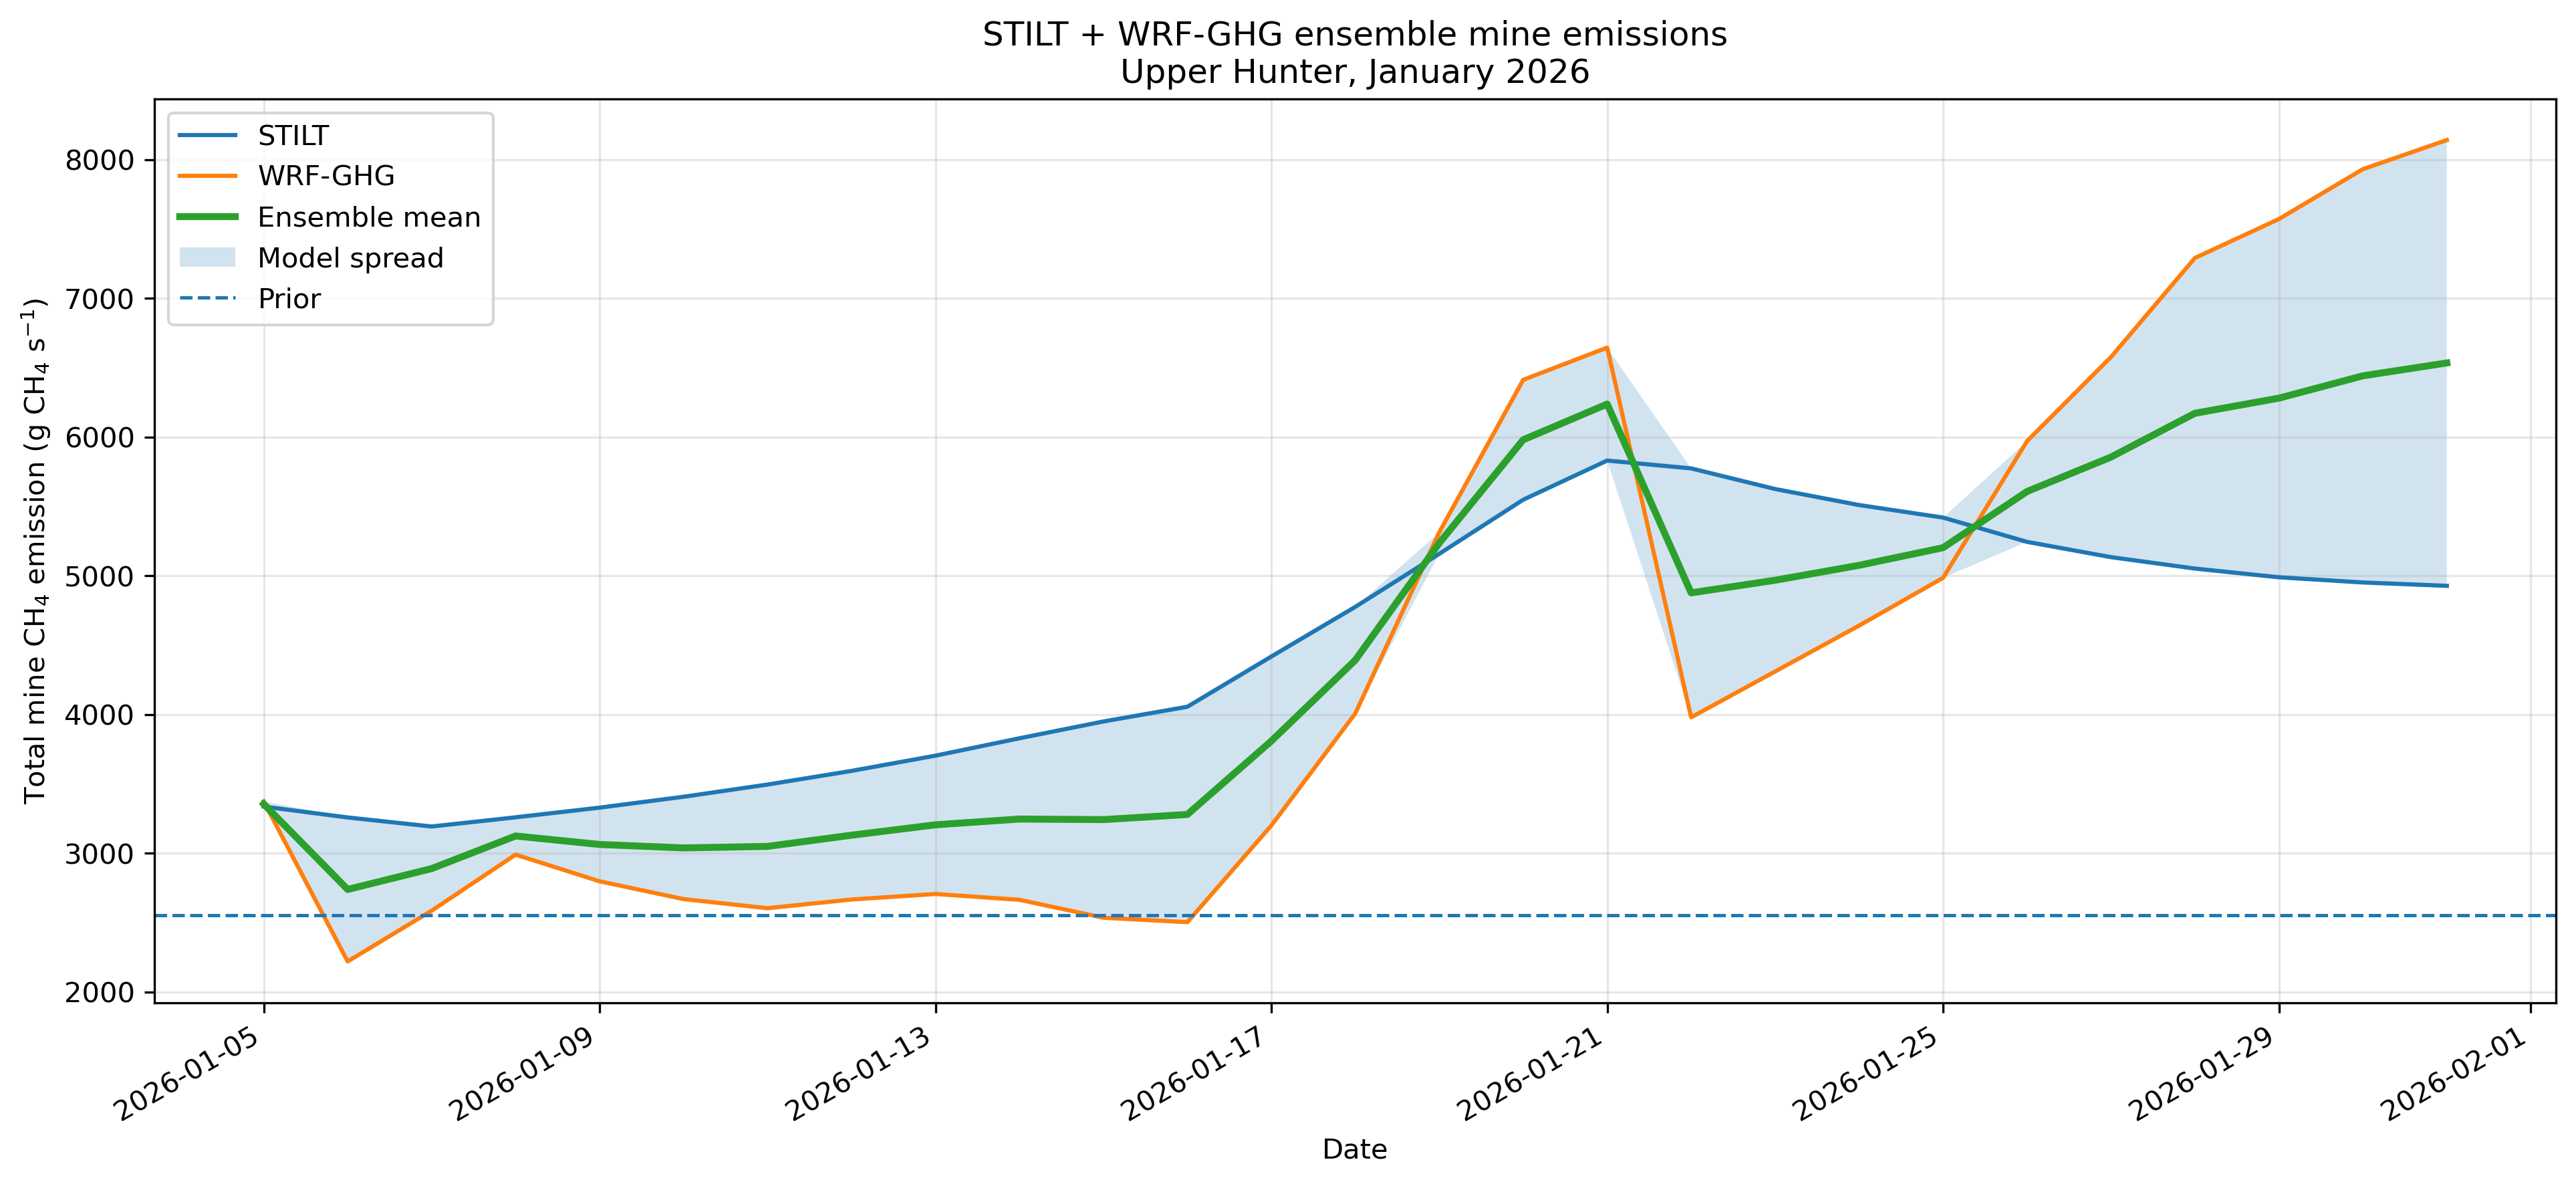 STILT + WRF-GHG ensemble mine emissions
Upper Hunter, January 2026
STILT
WRF-GHG
Ensemble mean
Model spread
Prior
Total mine CH₄ emission (g CH₄ s⁻¹)
8000
7000
6000
5000
4000
3000
2000
2026-01-05
2026-01-09
2026-01-13
2026-01-17
2026-01-21
2026-01-25
2026-01-29
2026-02-01
Date